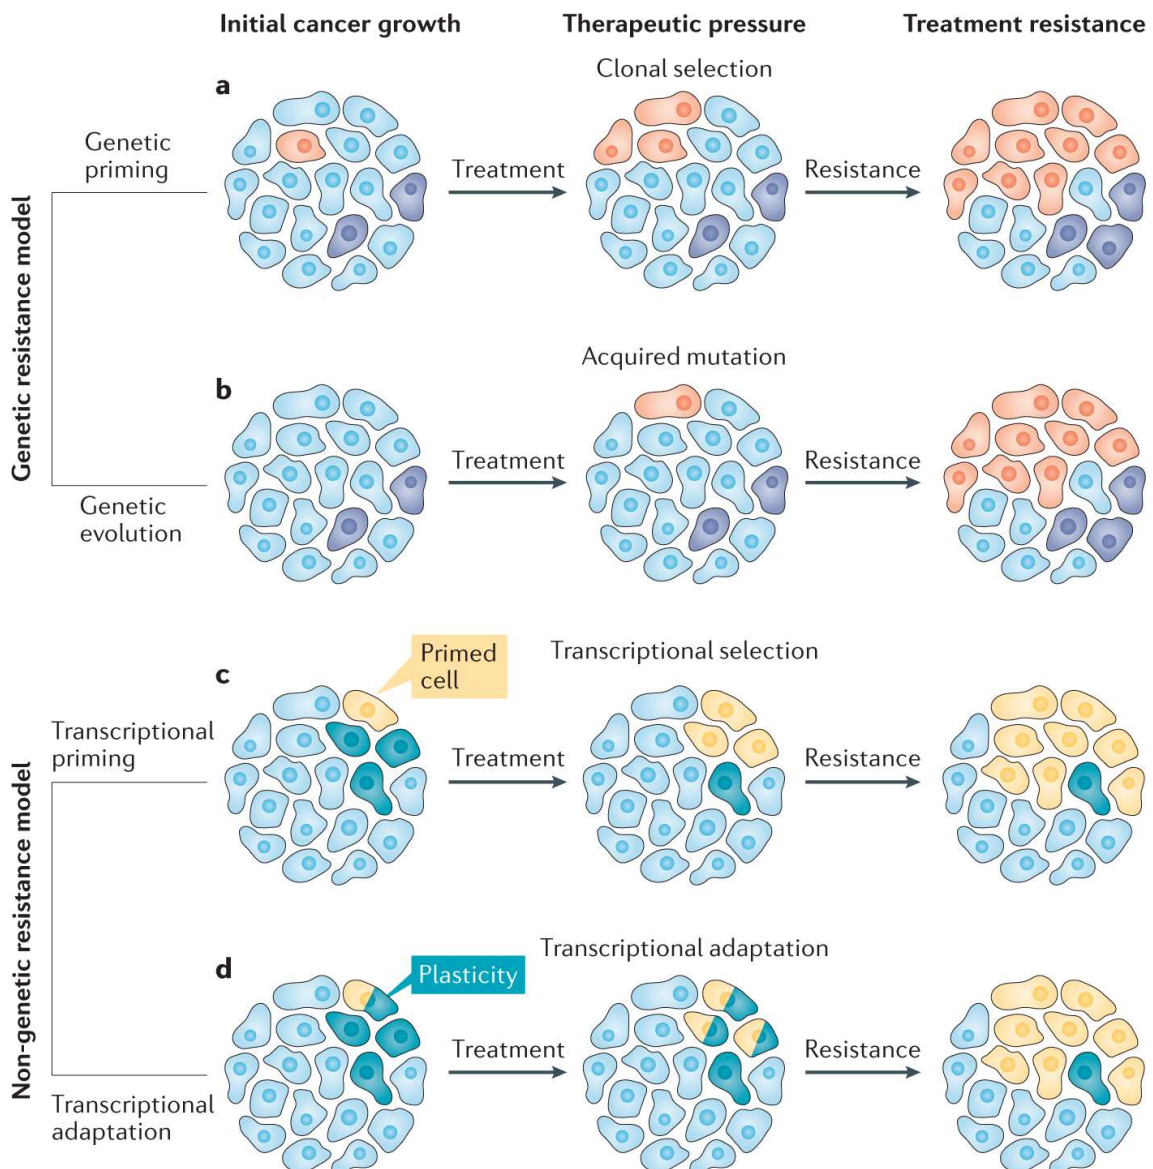 Initial cancer growth
Therapeutic pressure
Treatment resistance
Genetic resistance model
a
Clonal selection
Genetic
priming
Treatment
Resistance
b
Acquired mutation
Treatment
Resistance
Genetic
evolution
Non-genetic resistance model
c
Primed
cell
Transcriptional selection
Transcriptional
priming
Treatment
Resistance
d
Plasticity
Transcriptional adaptation
Treatment
Resistance
Transcriptional
adaptation